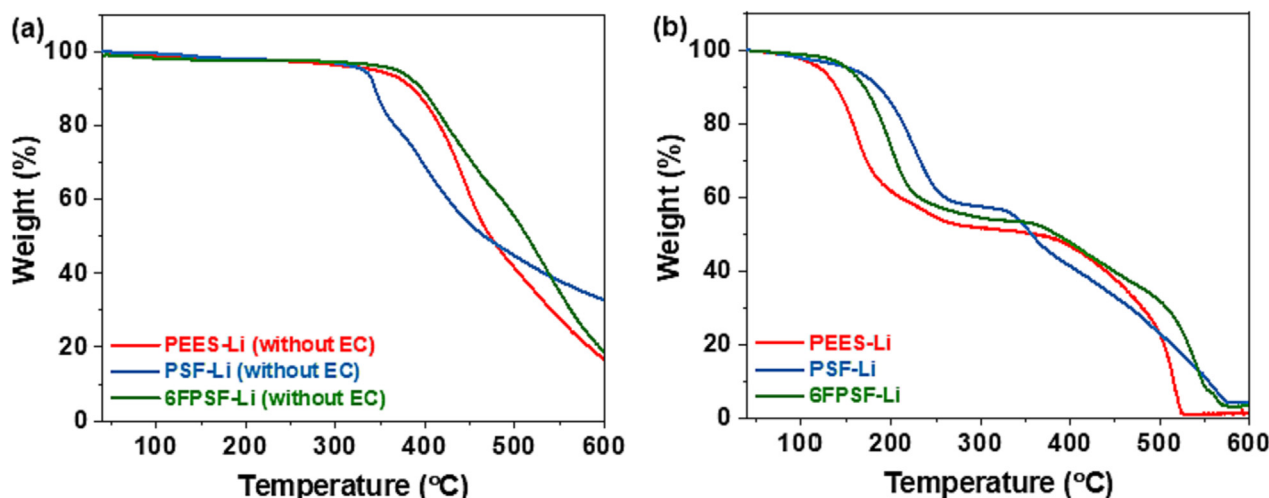 (a)
100
80
60
40
20
0
Weight (%)
PEES-Li (without EC)
PSF-Li (without EC)
6FPSF-Li (without EC)
100 200 300 400 500 600
Temperature (°C)
(b)
100
80
60
40
20
0
Weight (%)
PEES-Li
PSF-Li
6FPSF-Li
100 200 300 400 500 600
Temperature (°C)